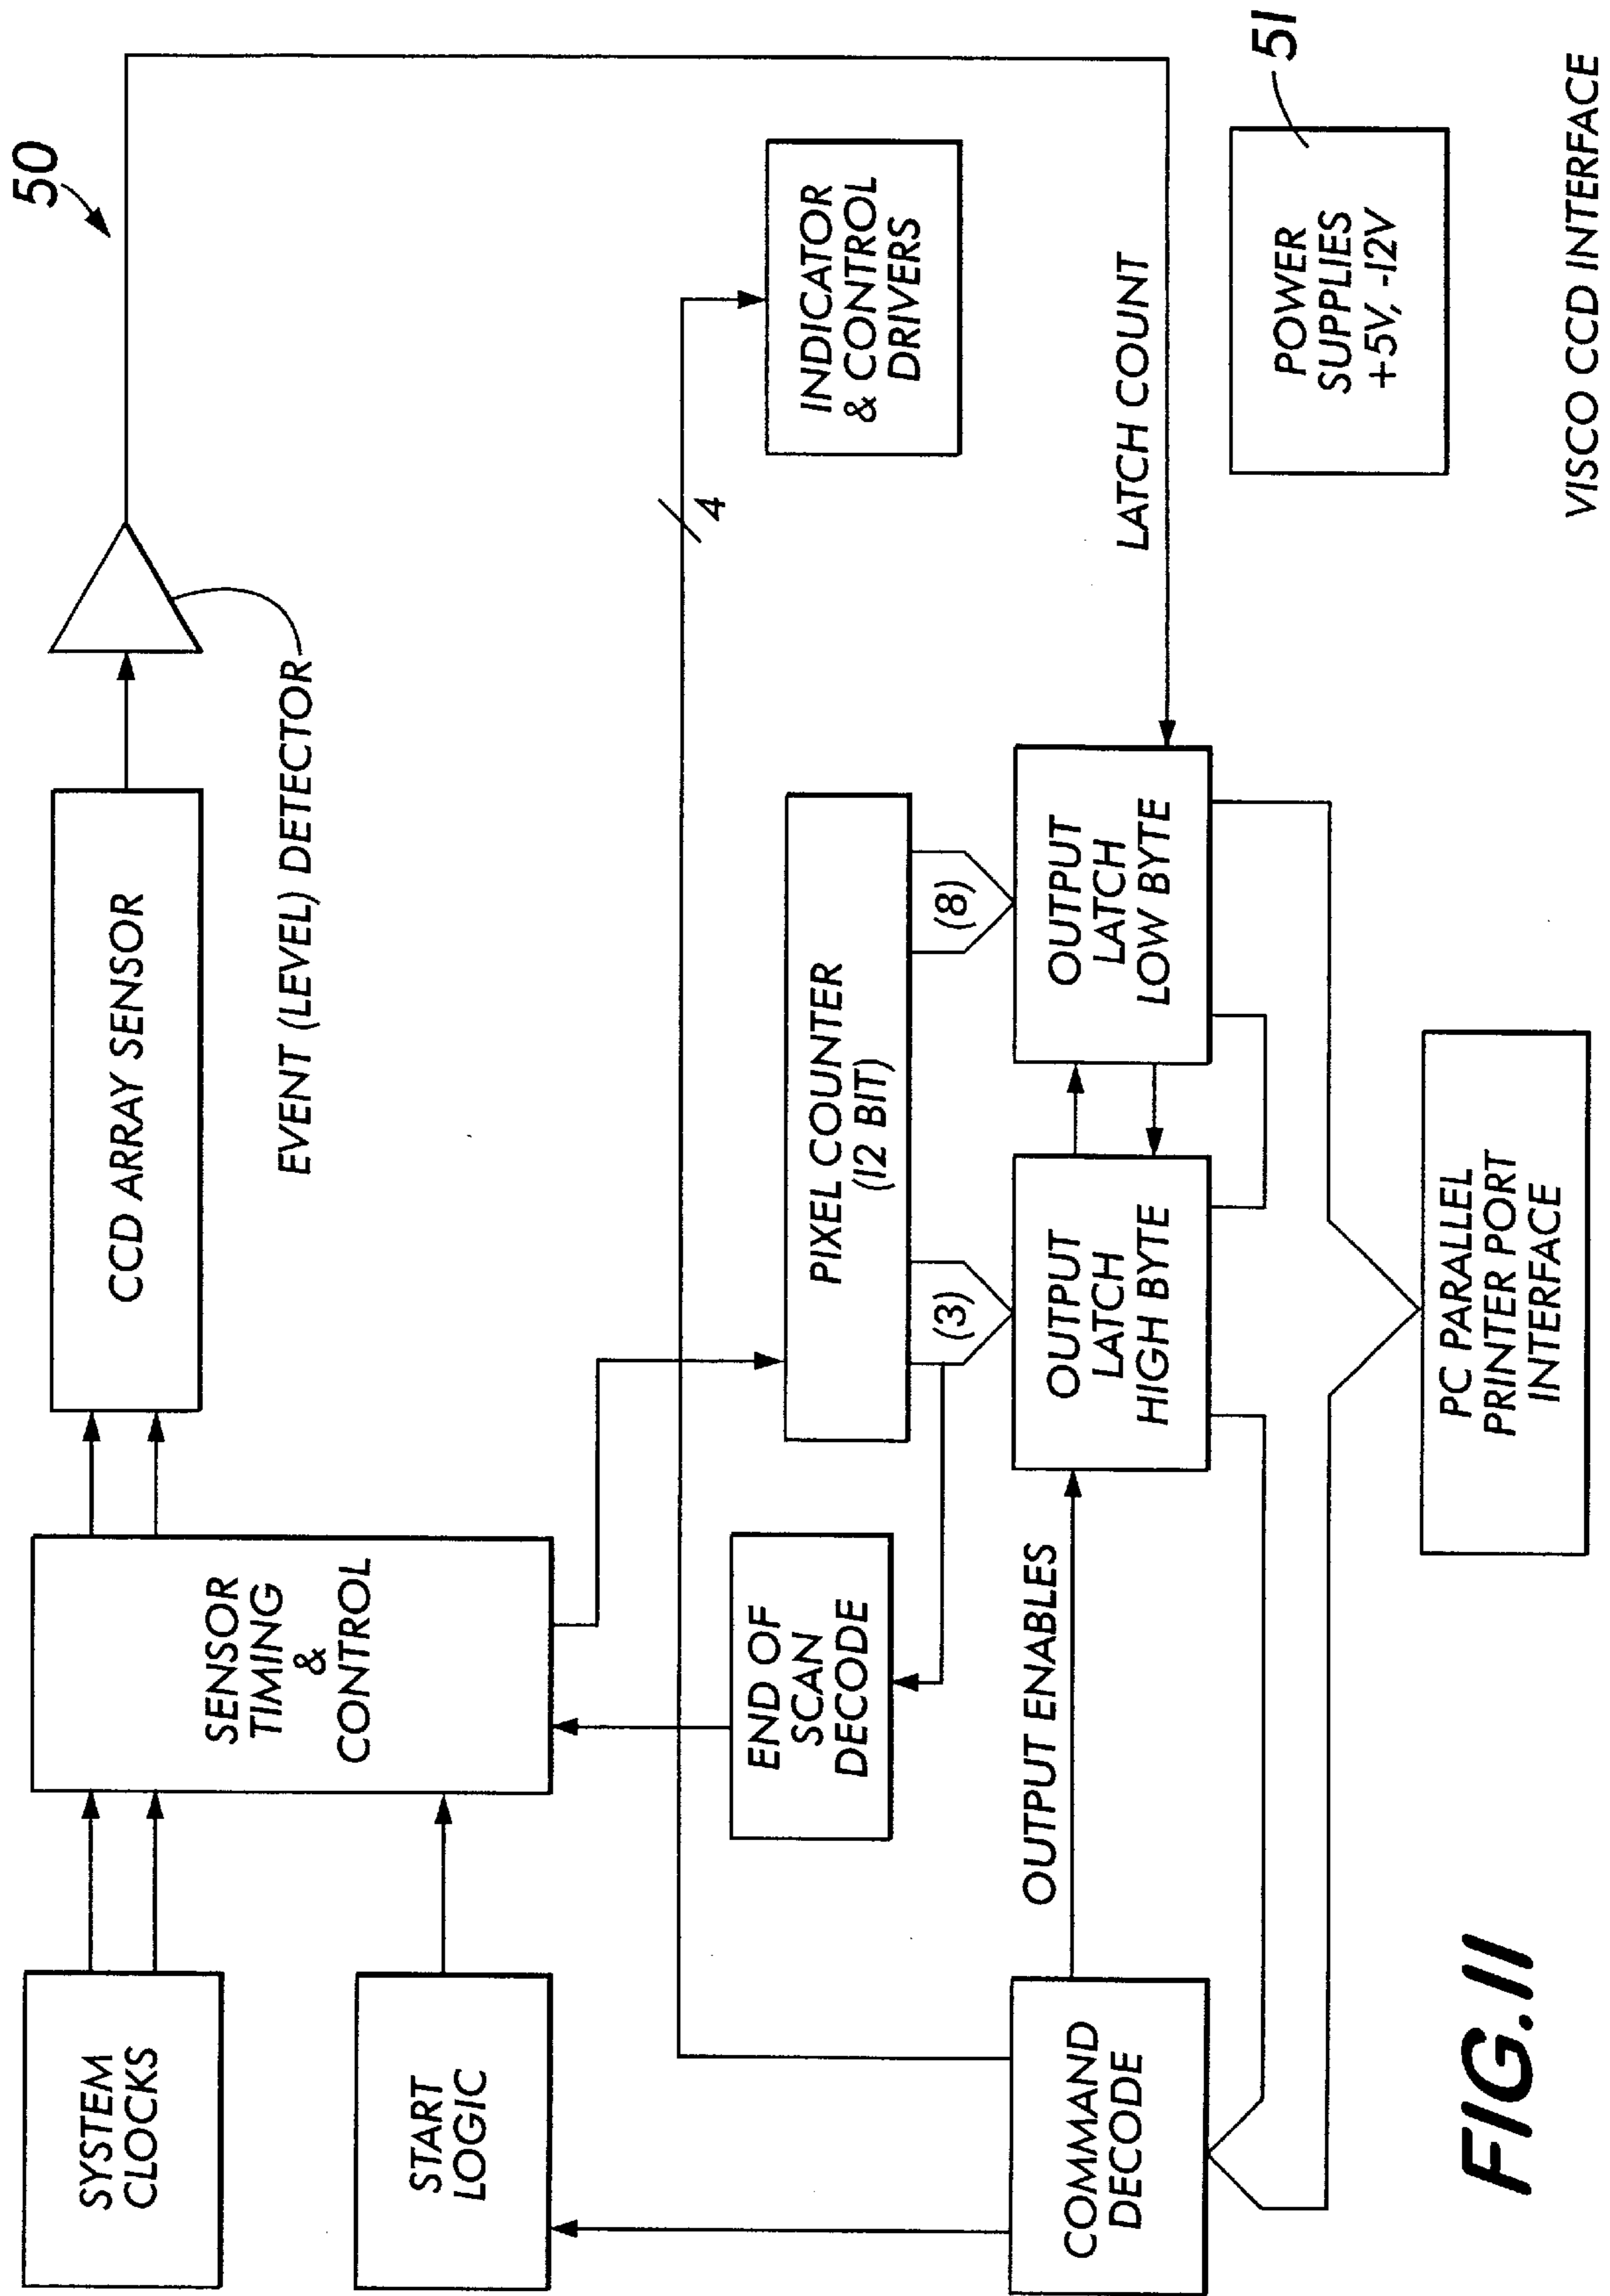 50
SYSTEM
CLOCKS
SENSOR
TIMING
&
CONTROL
CCD ARRAY SENSOR
EVENT (LEVEL) DETECTOR
START
LOGIC
END OF
SCAN
DECODE
4
INDICATOR
& CONTROL
DRIVERS
PIXEL COUNTER
(12 BIT)
(3)
(8)
COMMAND
DECODE
OUTPUT ENABLES
OUTPUT
LATCH
HIGH BYTE
OUTPUT
LATCH
LOW BYTE
LATCH COUNT
PC PARALLEL
PRINTER PORT
INTERFACE
POWER
SUPPLIES
+5V, -12V
51
FIG.11
VISCO CCD INTERFACE